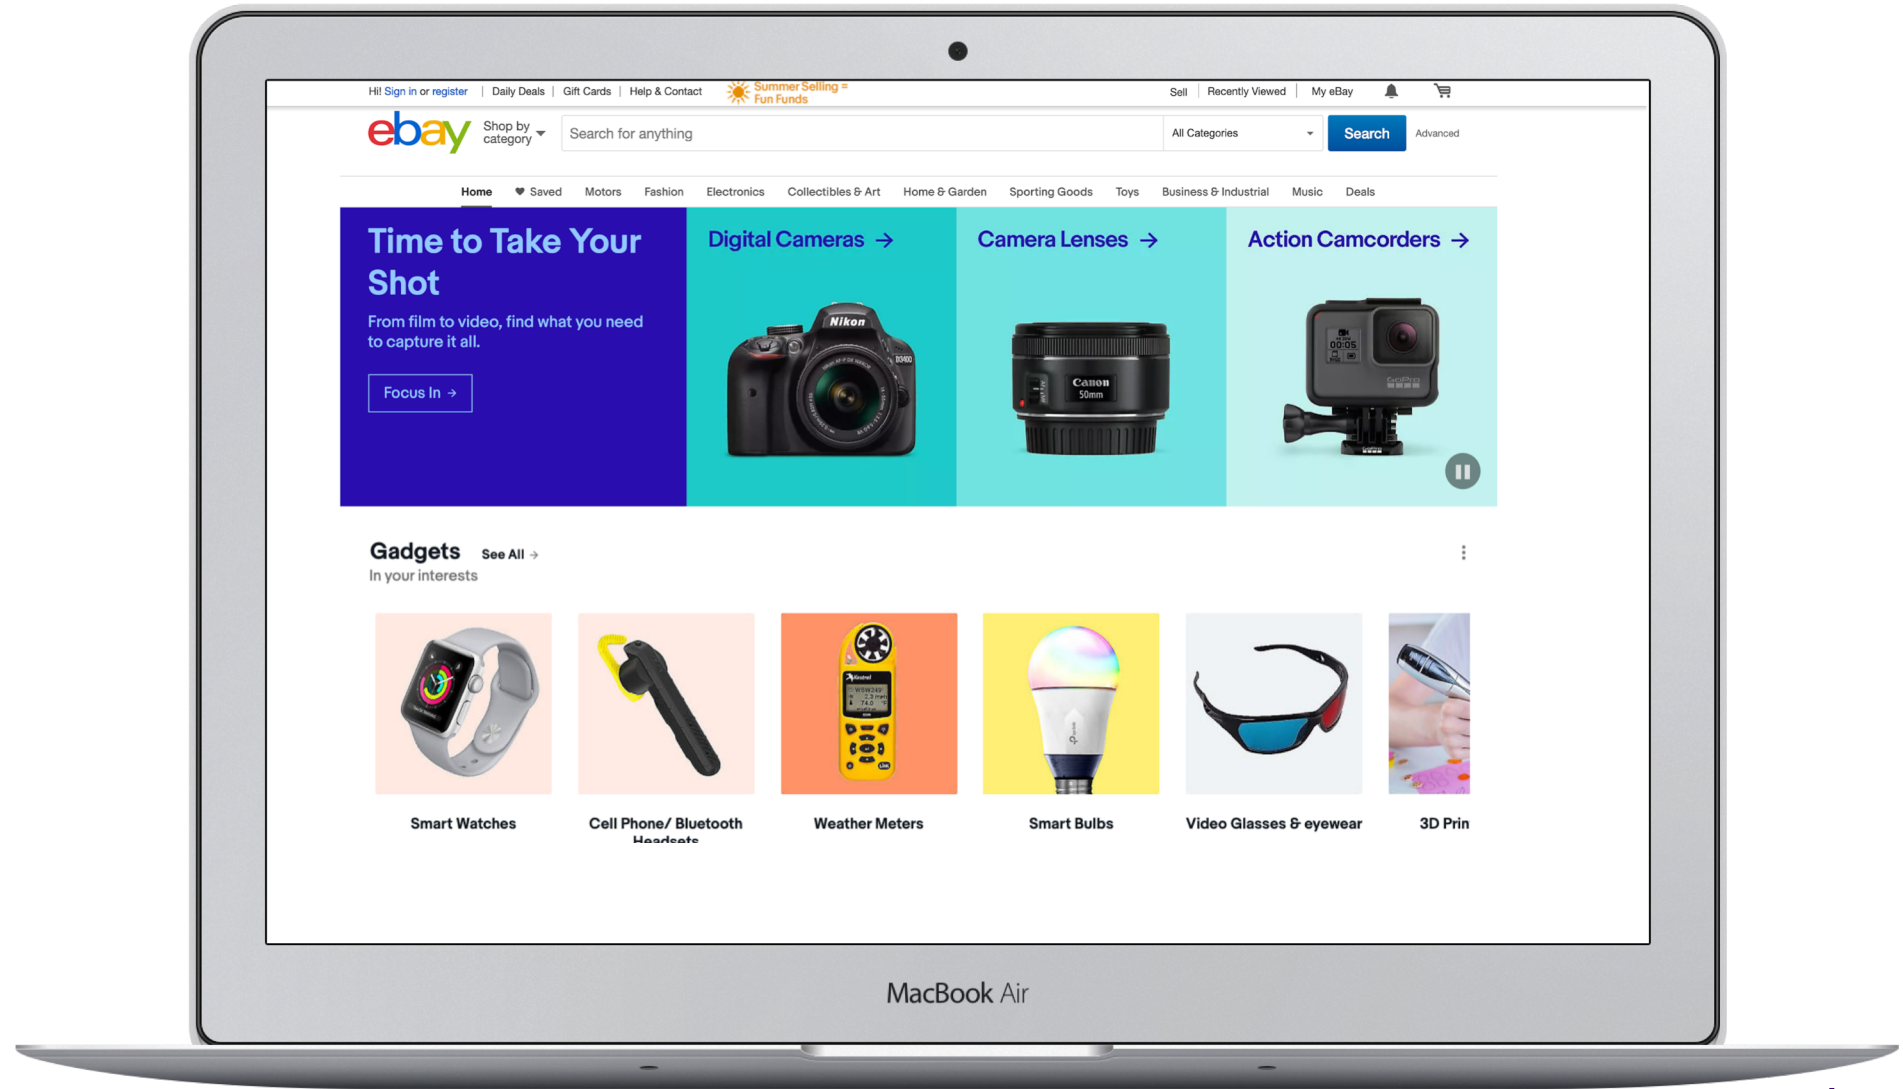 Hi! Sign in or register | Daily Deals | Gift Cards | Help & Contact
Summer Selling =
Fun Funds
Sell | Recently Viewed | My eBay
ebay
Shop by
category
Search for anything
All Categories
Search
Advanced
Home
Saved
Motors
Fashion
Electronics
Collectibles & Art
Home & Garden
Sporting Goods
Toys
Business & Industrial
Music
Deals
Time to Take Your
Shot
From film to video, find what you need
to capture it all.
Focus In →
Digital Cameras →
Nikon
D3400
Camera Lenses →
Canon
50mm
Action Camcorders →
00:05
GoPro
Gadgets See All →
In your interests
Kestrel
Smart Watches
Cell Phone/ Bluetooth
Headsets
Weather Meters
Smart Bulbs
Video Glasses & eyewear
3D Prin
MacBook Air